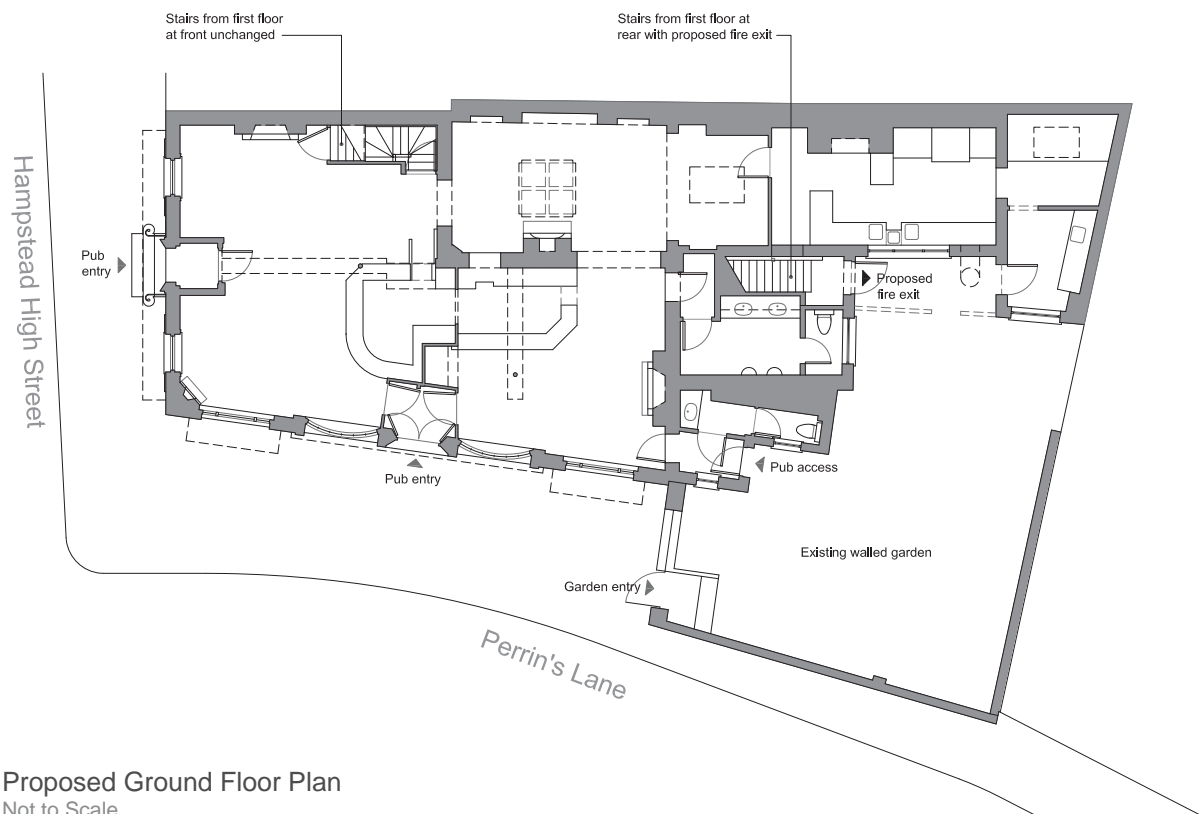 Stairs from first floor
at front unchanged
Stairs from first floor at
rear with proposed fire exit
Hampstead High Street
Pub
entry
Proposed
fire exit
Pub entry
Pub access
Existing walled garden
Garden entry
Perrin's Lane
Proposed Ground Floor Plan
Not to Scale